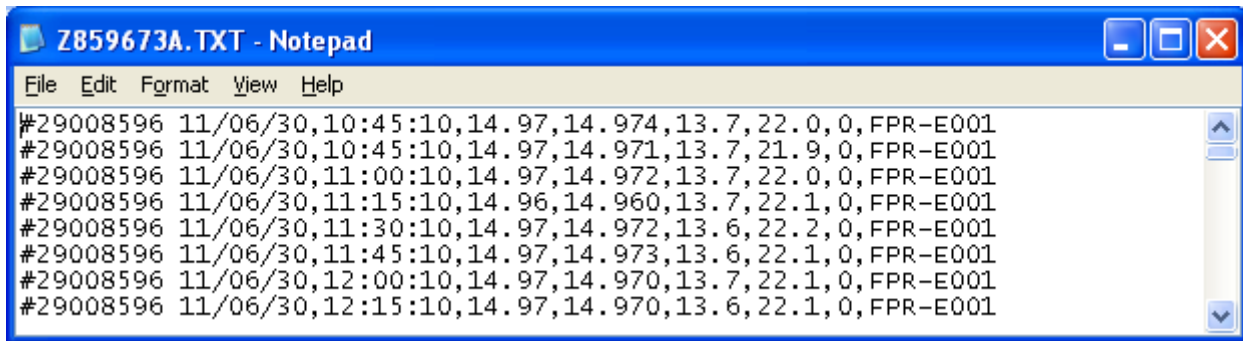 Z859673A.TXT - Notepad
File Edit Format View Help
#29008596 11/06/30,10:45:10,14.97,14.974,13.7,22.0,0,FPR-E001
#29008596 11/06/30,10:45:10,14.97,14.971,13.7,21.9,0,FPR-E001
#29008596 11/06/30,11:00:10,14.97,14.972,13.7,22.0,0,FPR-E001
#29008596 11/06/30,11:15:10,14.96,14.960,13.7,22.1,0,FPR-E001
#29008596 11/06/30,11:30:10,14.97,14.972,13.6,22.2,0,FPR-E001
#29008596 11/06/30,11:45:10,14.97,14.973,13.6,22.1,0,FPR-E001
#29008596 11/06/30,12:00:10,14.97,14.970,13.7,22.1,0,FPR-E001
#29008596 11/06/30,12:15:10,14.97,14.970,13.6,22.1,0,FPR-E001